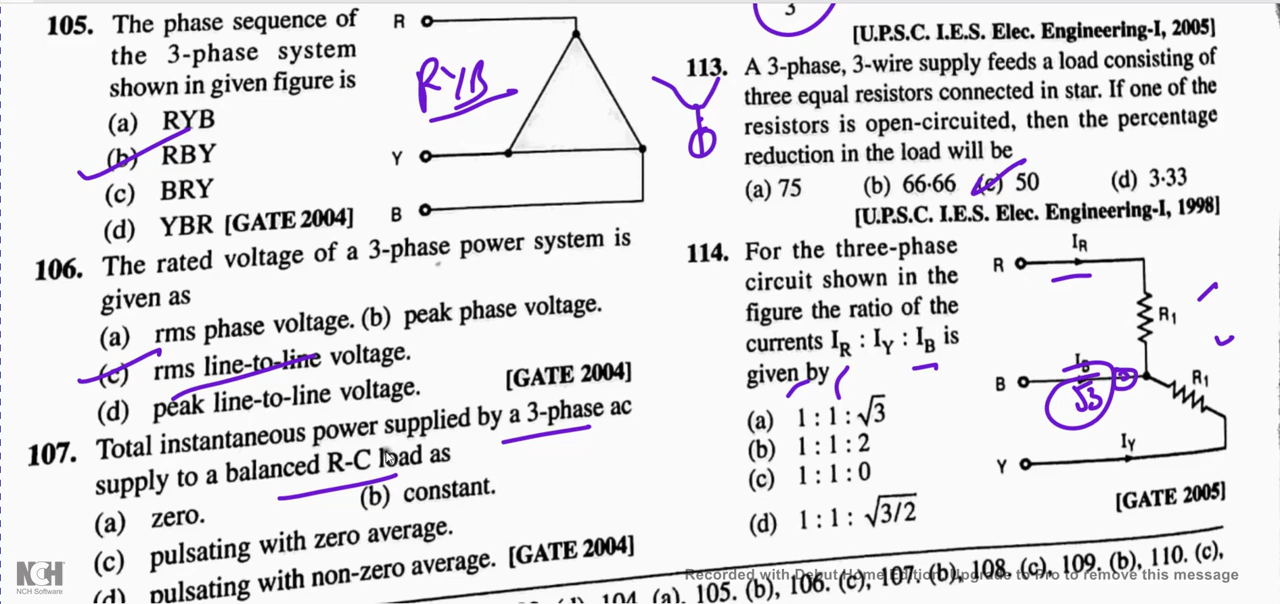 105. The phase sequence of
the 3-phase system
shown in given figure is
(a) RYB
(b) RBY
(c) BRY
(d) YBR [GATE 2004]
R
Y
B
RYB
106. The rated voltage of a 3-phase power system is
given as
(a) rms phase voltage. (b) peak phase voltage.
(c) rms line-to-line voltage.
(d) peak line-to-line voltage. [GATE 2004]
107. Total instantaneous power supplied by a 3-phase ac
supply to a balanced R-C load as
(a) zero. (b) constant.
(c) pulsating with zero average.
(d) pulsating with non-zero average. [GATE 2004]
3
[U.P.S.C. I.E.S. Elec. Engineering-I, 2005]
113. A 3-phase, 3-wire supply feeds a load consisting of
three equal resistors connected in star. If one of the
resistors is open-circuited, then the percentage
reduction in the load will be
(a) 75 (b) 66·66 (c) 50 (d) 3·33
[U.P.S.C. I.E.S. Elec. Engineering-I, 1998]
114. For the three-phase
circuit shown in the
figure the ratio of the
currents I_R : I_Y : I_B is
given by
(a) 1 : 1 : √3
(b) 1 : 1 : 2
(c) 1 : 1 : 0
(d) 1 : 1 : √3/2
R
I_R
R₁
B
√3
R₁
Y
I_Y
[GATE 2005]
104. (a), 105. (b), 106. (c), 107. (b), 108. (c), 109. (b), 110. (c),
NCH
NCH Software
Recorded with Debut Home Edition. Upgrade to Pro to remove this message